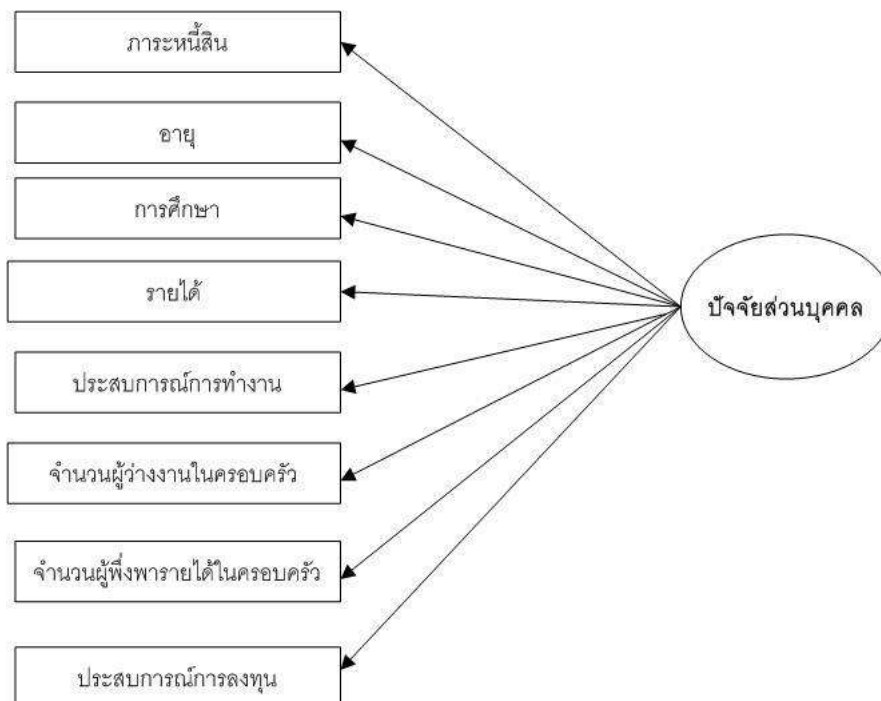 ภาระหนี้สิน
อายุ
การศึกษา
รายได้
ปัจจัยส่วนบุคคล
ประสบการณ์การทำงาน
จำนวนผู้ว่างงานในครอบครัว
จำนวนผู้พึ่งพารายได้ในครอบครัว
ประสบการณ์การลงทุน